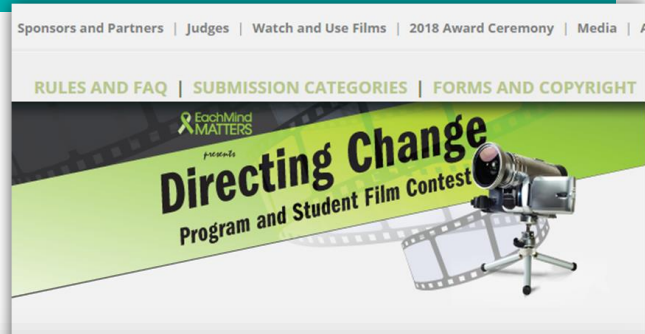 Sponsors and Partners | Judges | Watch and Use Films | 2018 Award Ceremony | Media | A
RULES AND FAQ | SUBMISSION CATEGORIES | FORMS AND COPYRIGHT
EachMind
MATTERS
presents
Directing Change
Program and Student Film Contest